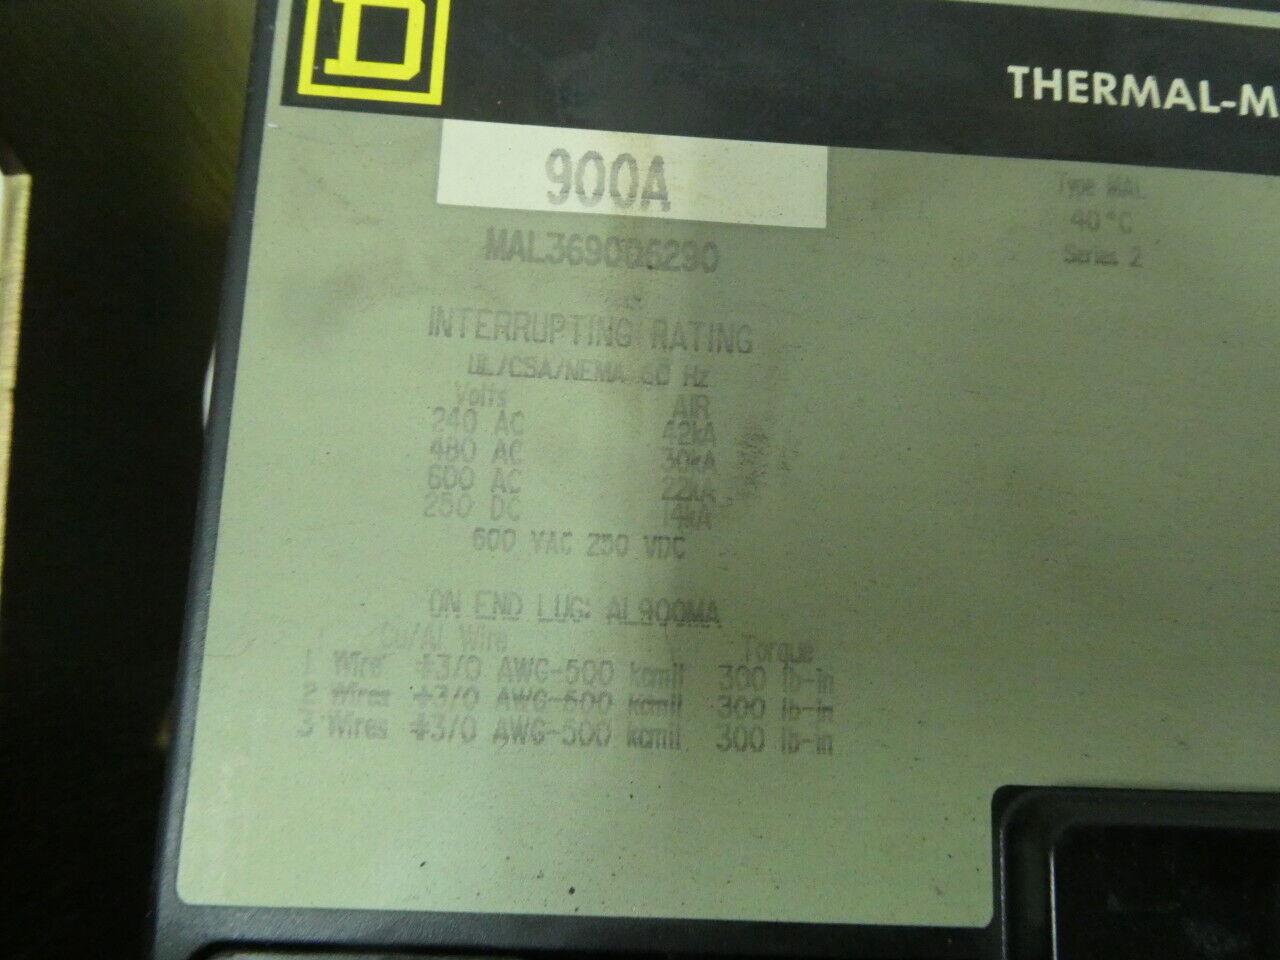 D
THERMAL-M
900A
MAL3690D6290
Type MAL
40°C
Series 2
INTERRUPTING RATING
UL/CSA/NEMA 60 Hz
Volts AIR
240 AC 42kA
480 AC 30kA
600 AC 22kA
250 DC 14kA
600 VAC 250 VDC
ON END LUG: AL900MA
Cu/AL Wire Torque
1 Wire #3/0 AWG-500 kcmil 300 lb-in
2 Wires #3/0 AWG-500 kcmil 300 lb-in
3 Wires #3/0 AWG-500 kcmil 300 lb-in